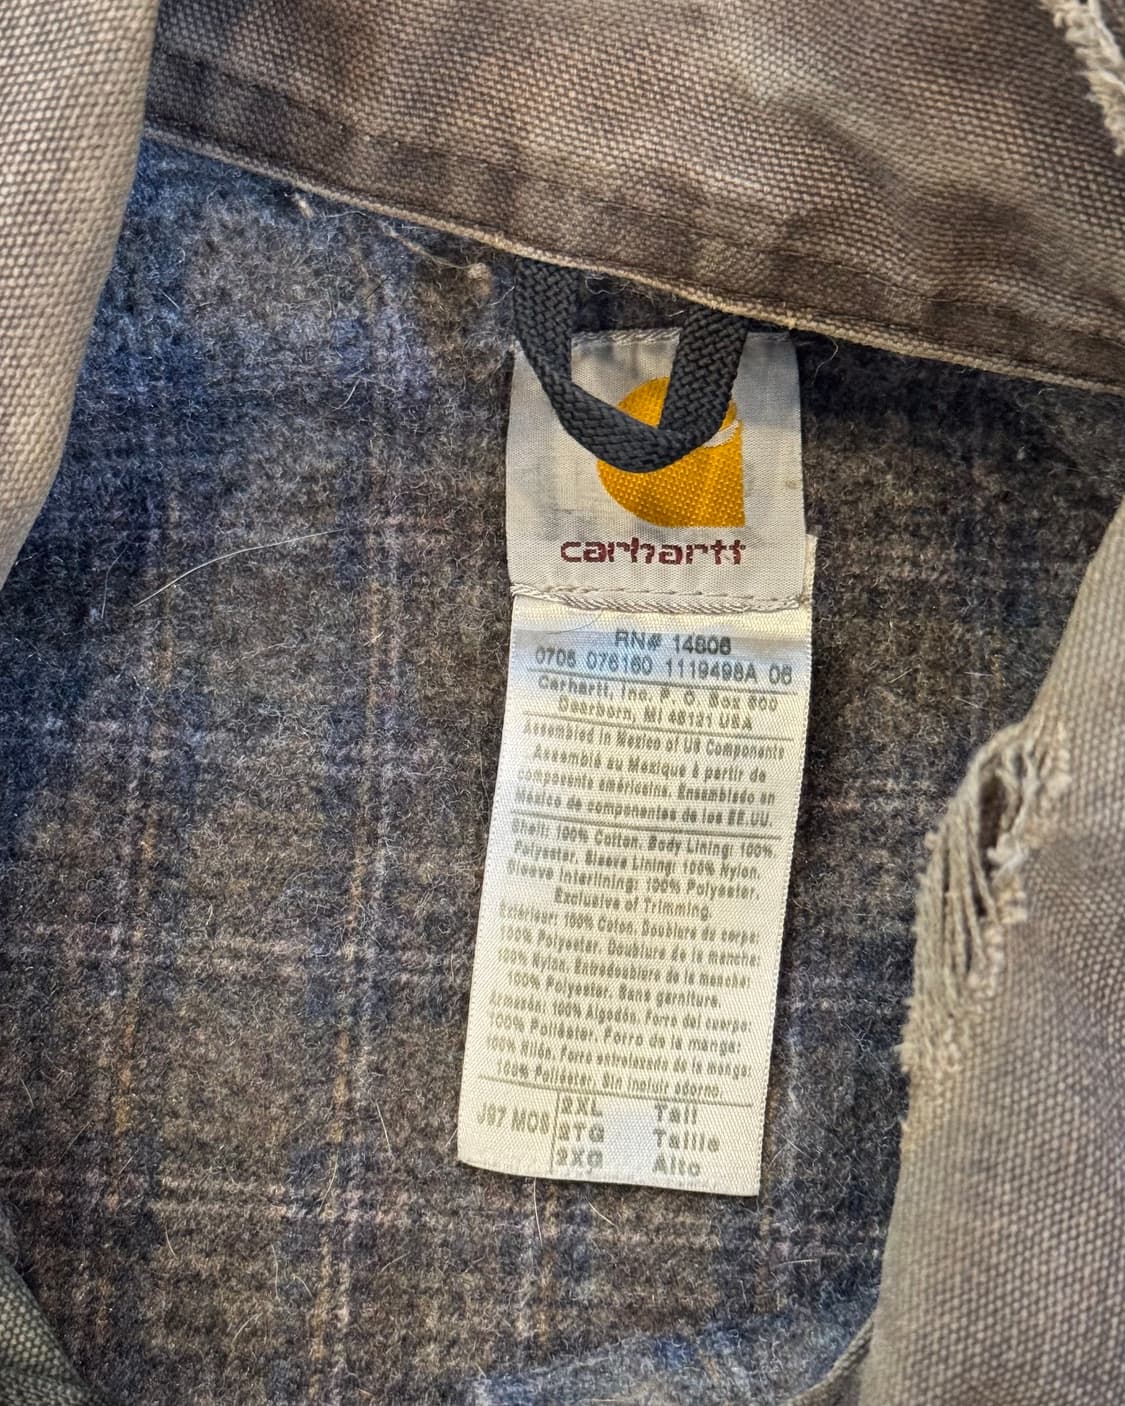 carhartt
RN# 14806
0705 076160 1119498A 06
Carhartt, Inc. P. O. Box 600
Dearborn, MI 48121 USA
Assembled in Mexico of US Components
Assemblé au Mexique à partir de
composants américains. Ensamblado en
México de componentes de los EE.UU.
Shell: 100% Cotton. Body Lining: 100%
Polyester. Sleeve Lining: 100% Nylon.
Sleeve Interlining: 100% Polyester.
Exclusive of Trimming.
Extérieur: 100% Coton. Doublure du corps:
100% Polyester. Doublure de la manche:
100% Nylon. Entredoublure de la manche:
100% Polyester. Sans garniture.
Armazón: 100% Algodón. Forro del cuerpo:
100% Poliéster. Forro de la manga:
100% Nilón. Forro entrelazado de la manga:
100% Poliéster. Sin incluir adorno.
J97 MOS
2XL Tall
2TG Taille
2XG Alto